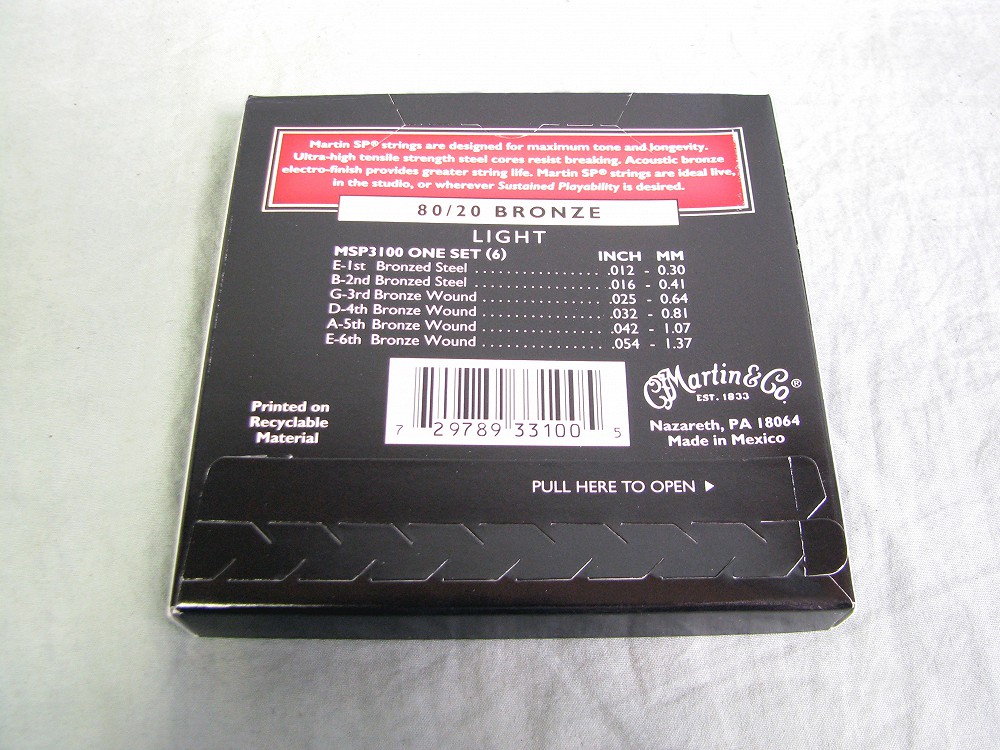 Martin SP® strings are designed for maximum tone and longevity.
Ultra-high tensile strength steel cores resist breaking. Acoustic bronze
electro-finish provides greater string life. Martin SP® strings are ideal live,
in the studio, or wherever Sustained Playability is desired.
80/20 BRONZE
LIGHT
MSP3100 ONE SET (6) INCH MM
E-1st Bronzed Steel ................ .012 - 0.30
B-2nd Bronzed Steel ................ .016 - 0.41
G-3rd Bronze Wound ............... .025 - 0.64
D-4th Bronze Wound ............... .032 - 0.81
A-5th Bronze Wound ............... .042 - 1.07
E-6th Bronze Wound ............... .054 - 1.37
Printed on
Recyclable
Material
7 29789 33100 5
CF Martin & Co.®
EST. 1833
Nazareth, PA 18064
Made in Mexico
PULL HERE TO OPEN ▶